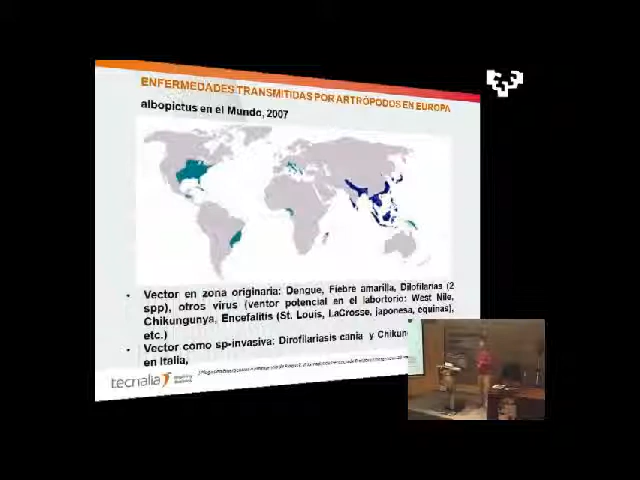 ENFERMEDADES TRANSMITIDAS POR ARTRÓPODOS EN EUROPA
albopictus en el Mundo, 2007
• Vector en zona originaria: Dengue, Fiebre amarilla, Dilofilarias (2
spp), otros virus (ventor potencial en el labortorio: West Nile,
Chikungunya, Encefalitis (St. Louis, LaCrosse, japonesa, equinas),
etc.)
• Vector como sp-invasiva: Dirofilariasis cania y Chikun
en Italia,
tecnalia